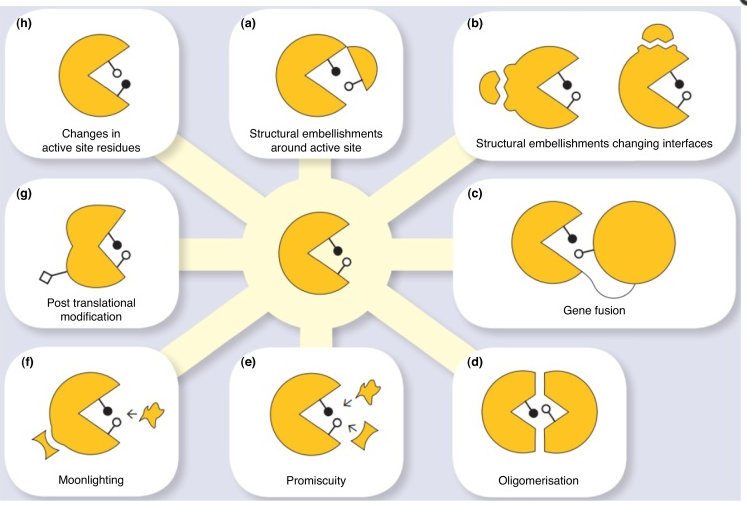 (h)
Changes in
active site residues
(a)
Structural embellishments
around active site
(b)
Structural embellishments changing interfaces
(g)
Post translational
modification
(c)
Gene fusion
(f)
Moonlighting
(e)
Promiscuity
(d)
Oligomerisation